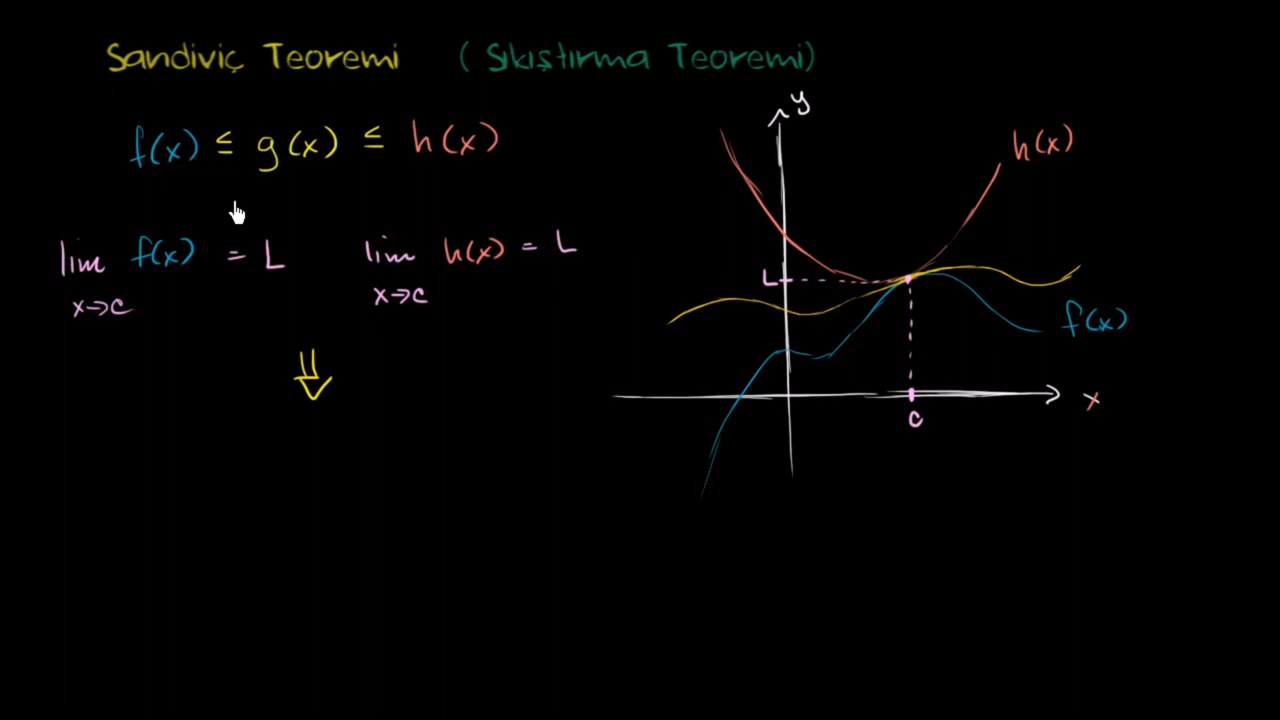 Sandiviç Teoremi ( Sıkıştırma Teoremi)
f(x) ≤ g(x) ≤ h(x)
lim f(x) = L lim h(x) = L
x→c x→c
⇓
y
h(x)
L
f(x)
x
c